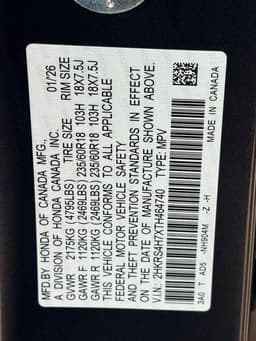 MFD.BY HONDA OF CANADA MFG., 01/26
A DIVISION OF HONDA CANADA INC.
GVWR 2175KG (4795LBS) TIRE SIZE RIM SIZE
GAWR F 1120KG (2469LBS) 235/60R18 103H 18X7.5J
GAWR R 1120KG (2469LBS) 235/60R18 103H 18X7.5J
THIS VEHICLE CONFORMS TO ALL APPLICABLE
FEDERAL MOTOR VEHICLE SAFETY
AND THEFT PREVENTION STANDARDS IN EFFECT
ON THE DATE OF MANUFACTURE SHOWN ABOVE.
V.I.N.: 2HKRS4H7XTH464740 TYPE: MPV
3A0 T AD5 -NH904M -Z -H
MADE IN CANADA